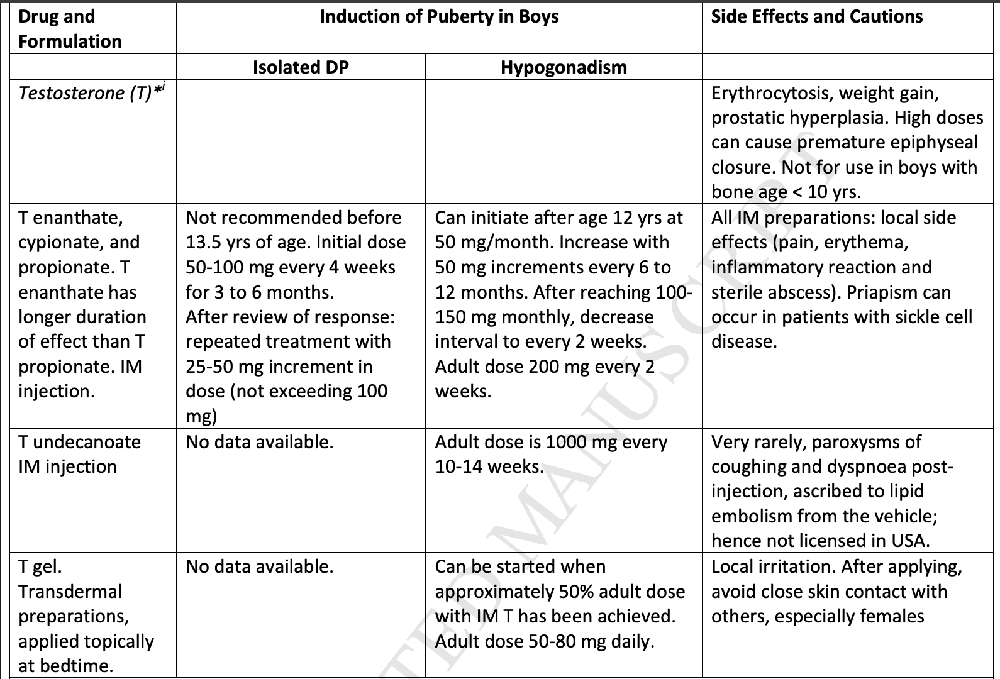 Drug and
Formulation
Induction of Puberty in Boys
Side Effects and Cautions
Isolated DP
Hypogonadism
Testosterone (T)*i
Erythrocytosis, weight gain,
prostatic hyperplasia. High doses
can cause premature epiphyseal
closure. Not for use in boys with
bone age < 10 yrs.
T enanthate,
cypionate, and
propionate. T
enanthate has
longer duration
of effect than T
propionate. IM
injection.
Not recommended before
13.5 yrs of age. Initial dose
50-100 mg every 4 weeks
for 3 to 6 months.
After review of response:
repeated treatment with
25-50 mg increment in
dose (not exceeding 100
mg)
Can initiate after age 12 yrs at
50 mg/month. Increase with
50 mg increments every 6 to
12 months. After reaching 100-
150 mg monthly, decrease
interval to every 2 weeks.
Adult dose 200 mg every 2
weeks.
All IM preparations: local side
effects (pain, erythema,
inflammatory reaction and
sterile abscess). Priapism can
occur in patients with sickle cell
disease.
T undecanoate
IM injection
No data available.
Adult dose is 1000 mg every
10-14 weeks.
Very rarely, paroxysms of
coughing and dyspnoea post-
injection, ascribed to lipid
embolism from the vehicle;
hence not licensed in USA.
T gel.
Transdermal
preparations,
applied topically
at bedtime.
No data available.
Can be started when
approximately 50% adult dose
with IM T has been achieved.
Adult dose 50-80 mg daily.
Local irritation. After applying,
avoid close skin contact with
others, especially females
TED MANUSCRIPT